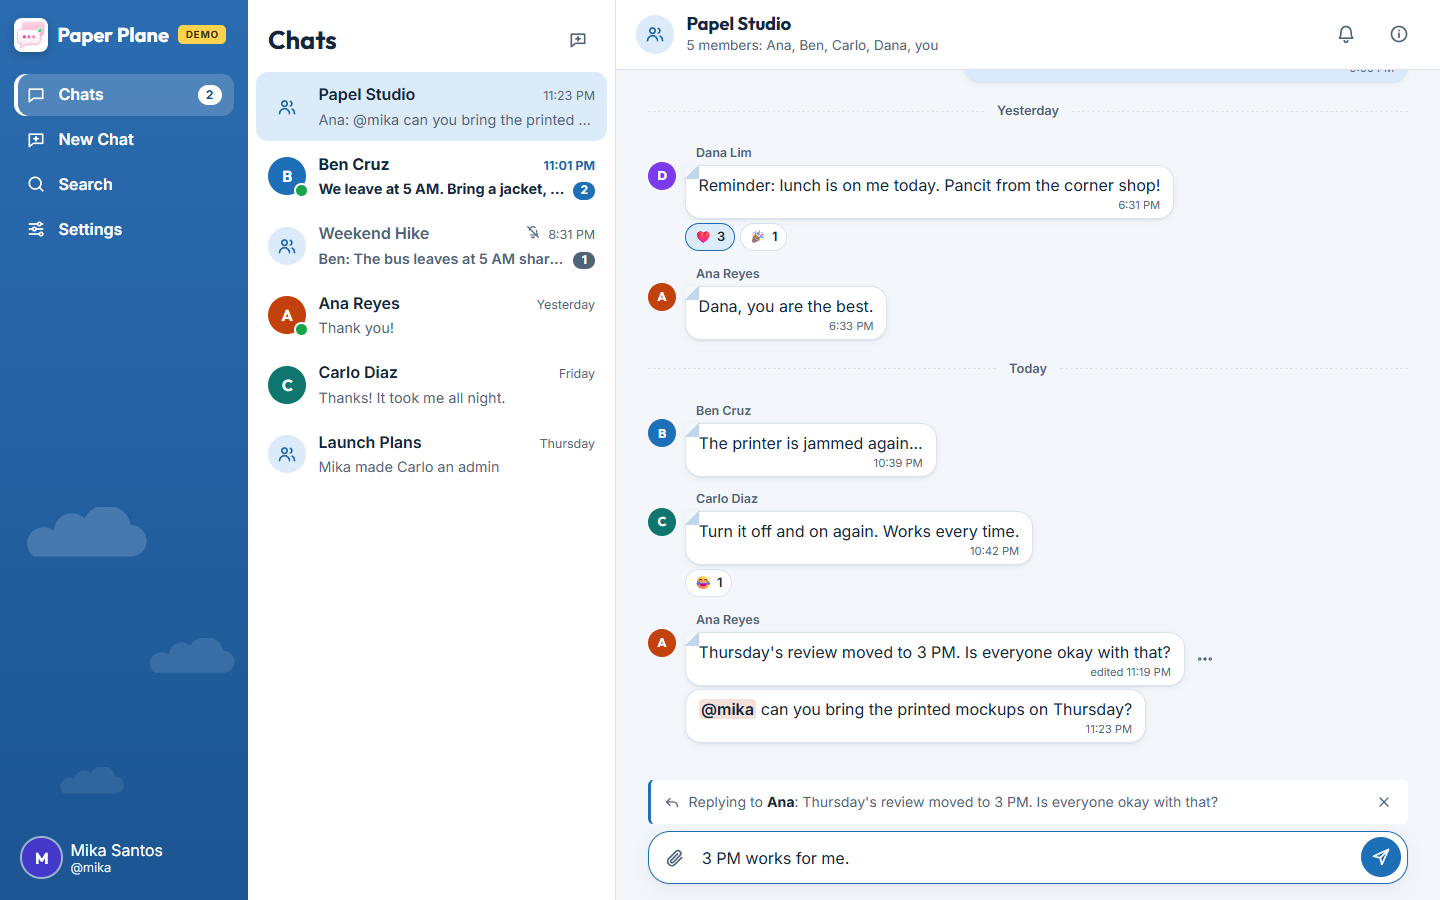 Paper Plane DEMO
Chats 2
New Chat
Search
Settings
M Mika Santos
@mika
Chats
Papel Studio 11:23 PM
Ana: @mika can you bring the printed ...
B Ben Cruz 11:01 PM
We leave at 5 AM. Bring a jacket, ... 2
Weekend Hike 8:31 PM
Ben: The bus leaves at 5 AM shar... 1
A Ana Reyes Yesterday
Thank you!
C Carlo Diaz Friday
Thanks! It took me all night.
Launch Plans Thursday
Mika made Carlo an admin
Papel Studio
5 members: Ana, Ben, Carlo, Dana, you
Yesterday
Dana Lim
D Reminder: lunch is on me today. Pancit from the corner shop!
6:31 PM
3 1
Ana Reyes
A Dana, you are the best.
6:33 PM
Today
Ben Cruz
B The printer is jammed again...
10:39 PM
Carlo Diaz
C Turn it off and on again. Works every time.
10:42 PM
1
Ana Reyes
A Thursday's review moved to 3 PM. Is everyone okay with that?
edited 11:19 PM
@mika can you bring the printed mockups on Thursday?
11:23 PM
Replying to Ana: Thursday's review moved to 3 PM. Is everyone okay with that?
3 PM works for me.